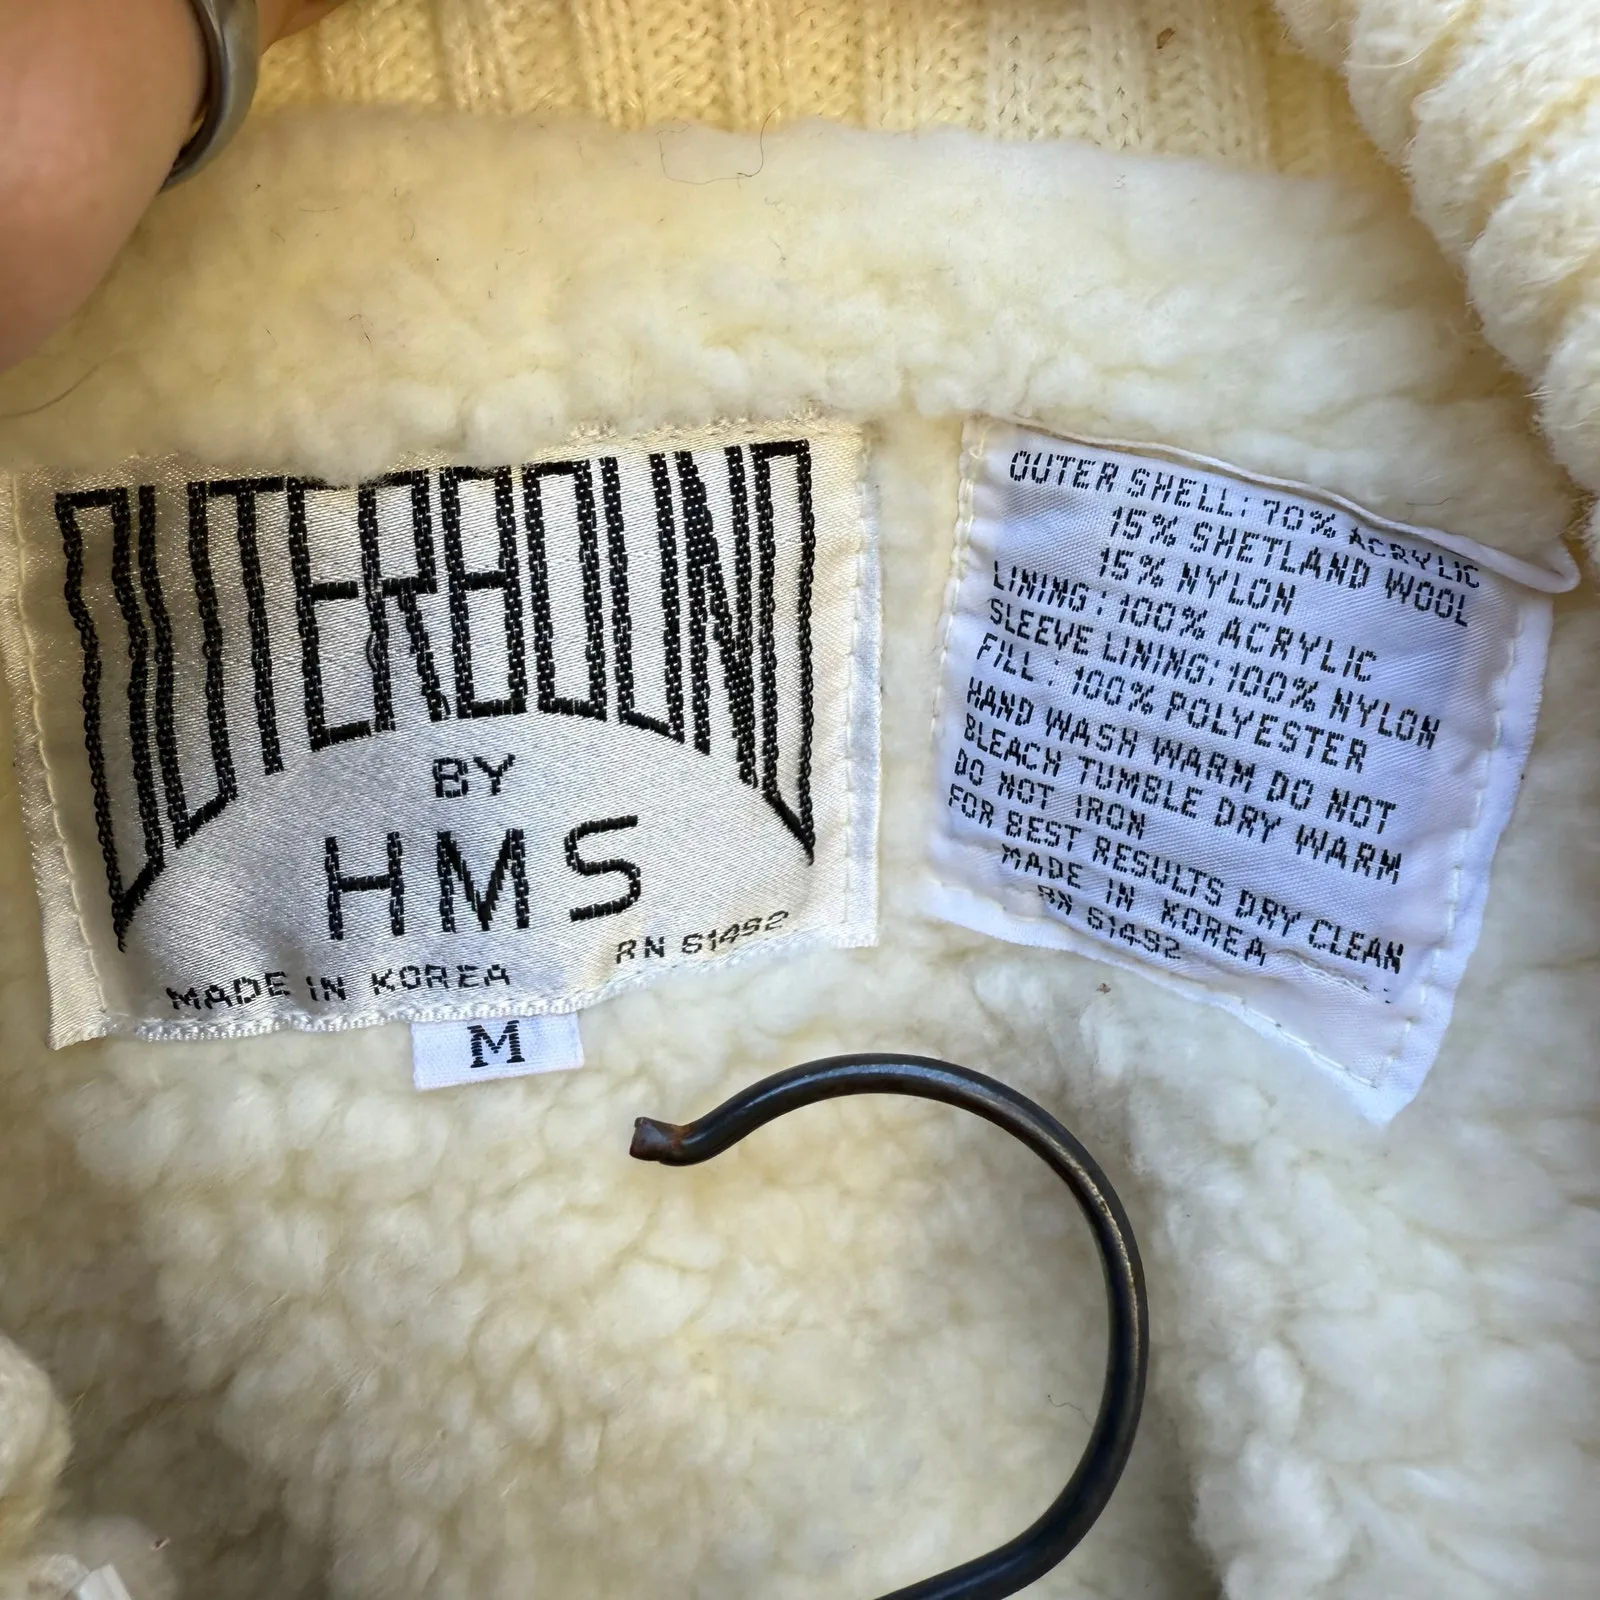 OUTERBOUND
BY
HMS
RN 61492
MADE IN KOREA
M
OUTER SHELL: 70% ACRYLIC
15% SHETLAND WOOL
15% NYLON
LINING: 100% ACRYLIC
SLEEVE LINING: 100% NYLON
FILL: 100% POLYESTER
HAND WASH WARM DO NOT
BLEACH TUMBLE DRY WARM
DO NOT IRON
FOR BEST RESULTS DRY CLEAN
MADE IN KOREA
RN 61492